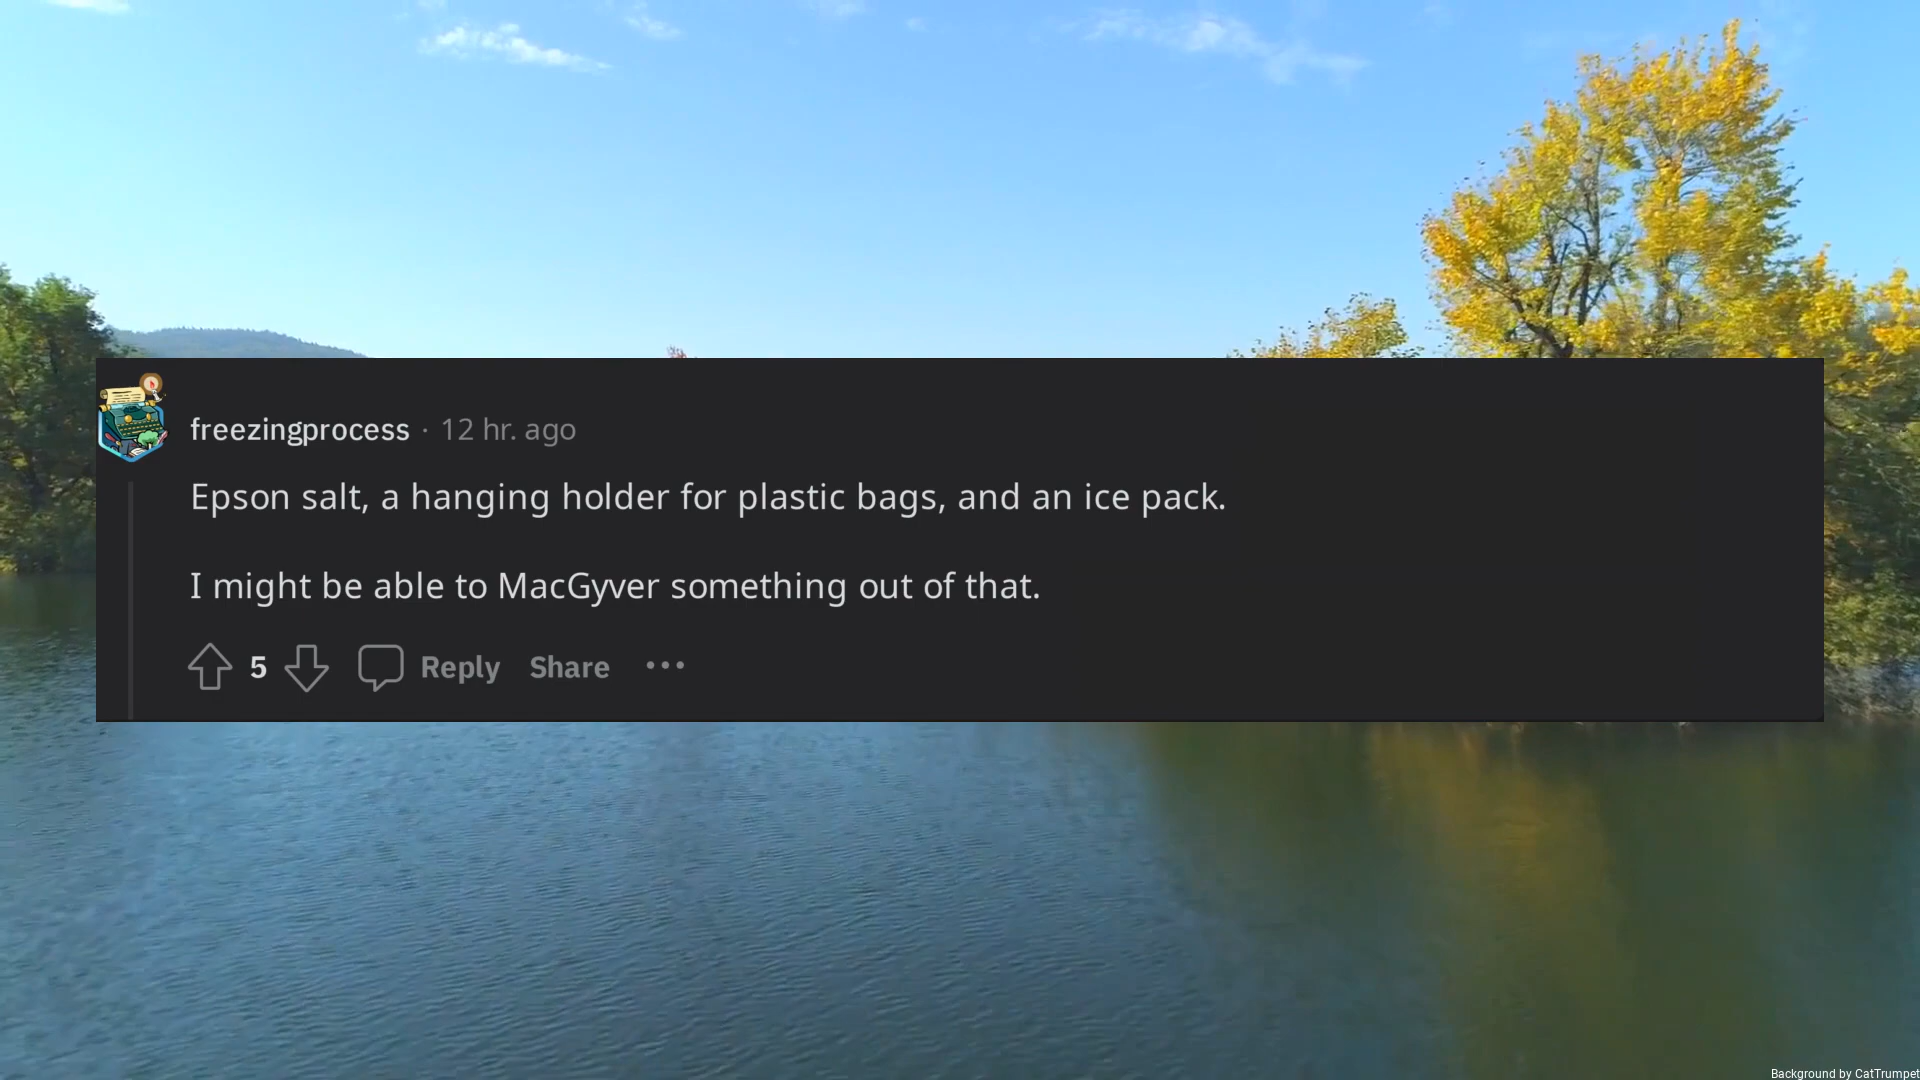 freezingprocess · 12 hr. ago
Epson salt, a hanging holder for plastic bags, and an ice pack.
I might be able to MacGyver something out of that.
5 Reply Share ···
Background by CatTrumpet